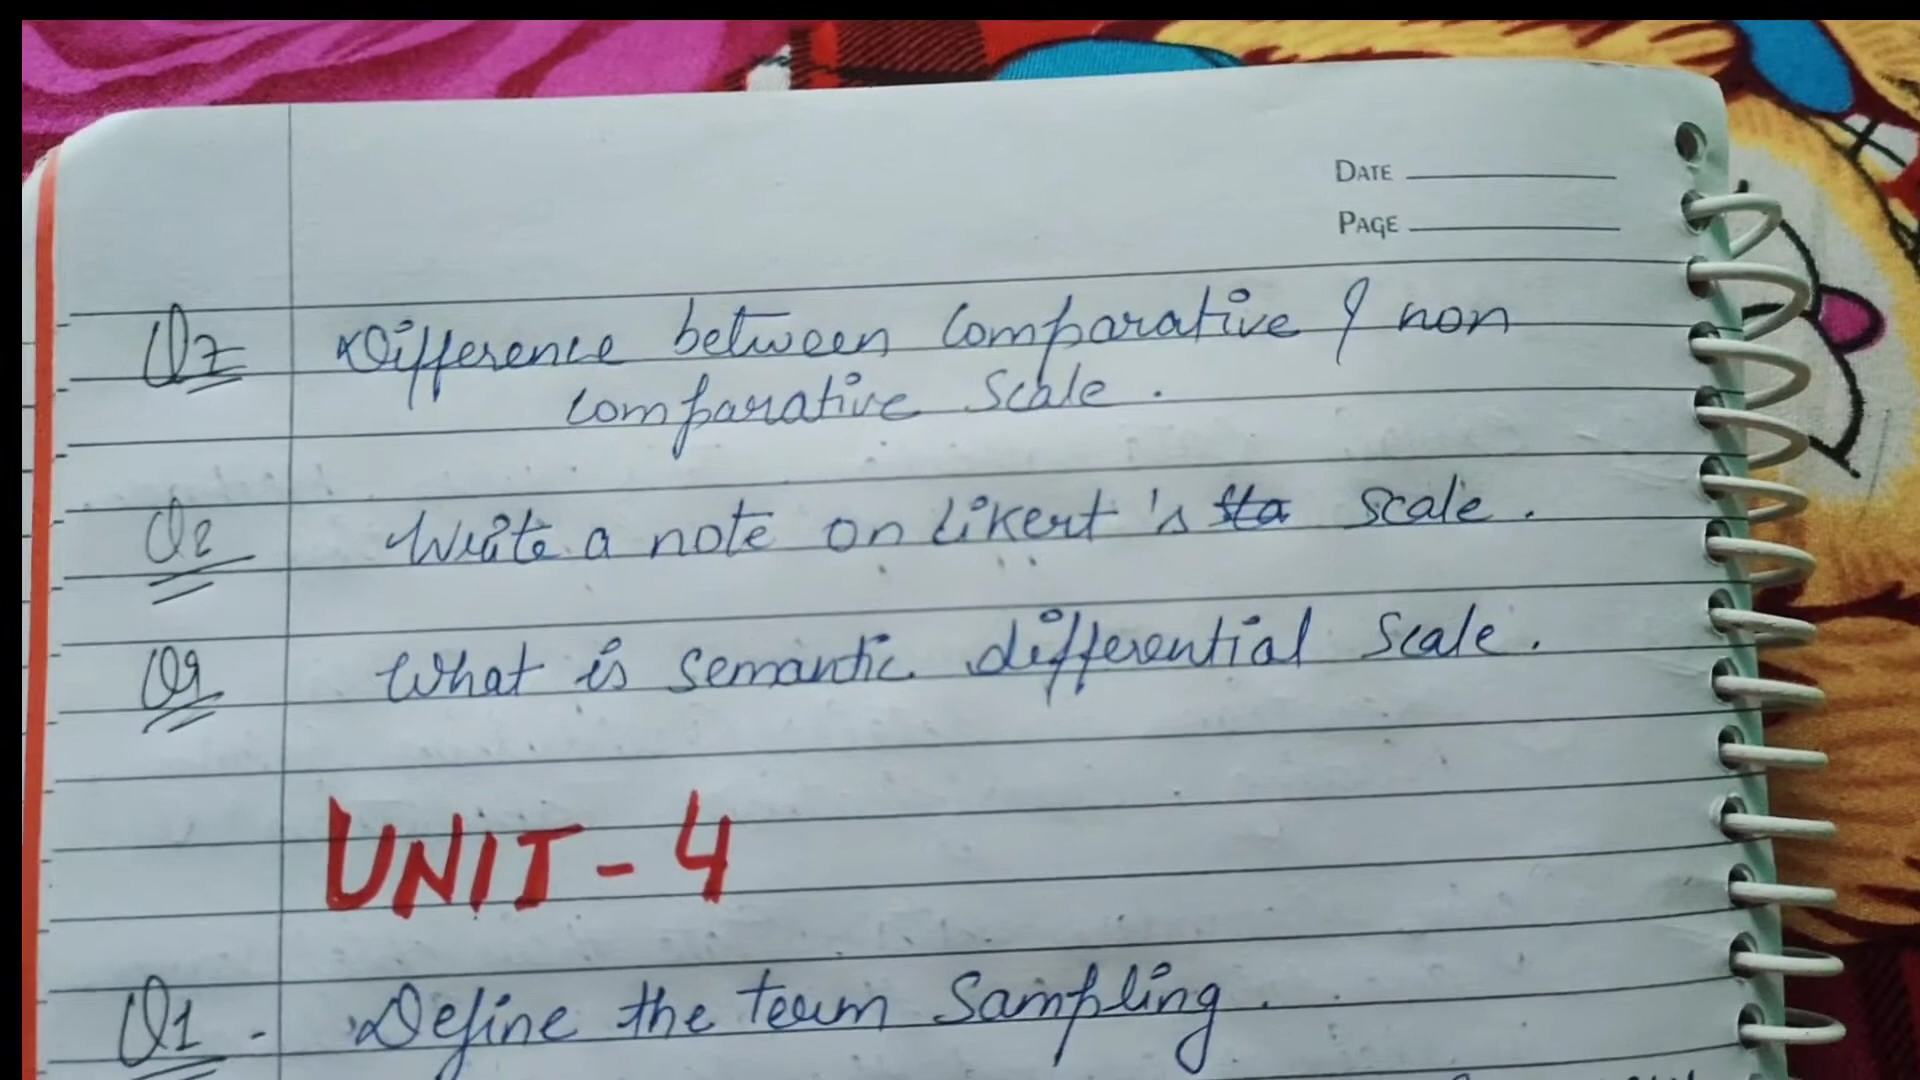 DATE
PAGE
Q7 Difference between comparative & non
comparative scale.
Q8 Write a note on Likert's sta scale.
Q9 What is semantic differential scale.
UNIT - 4
Q1 - Define the term Sampling.